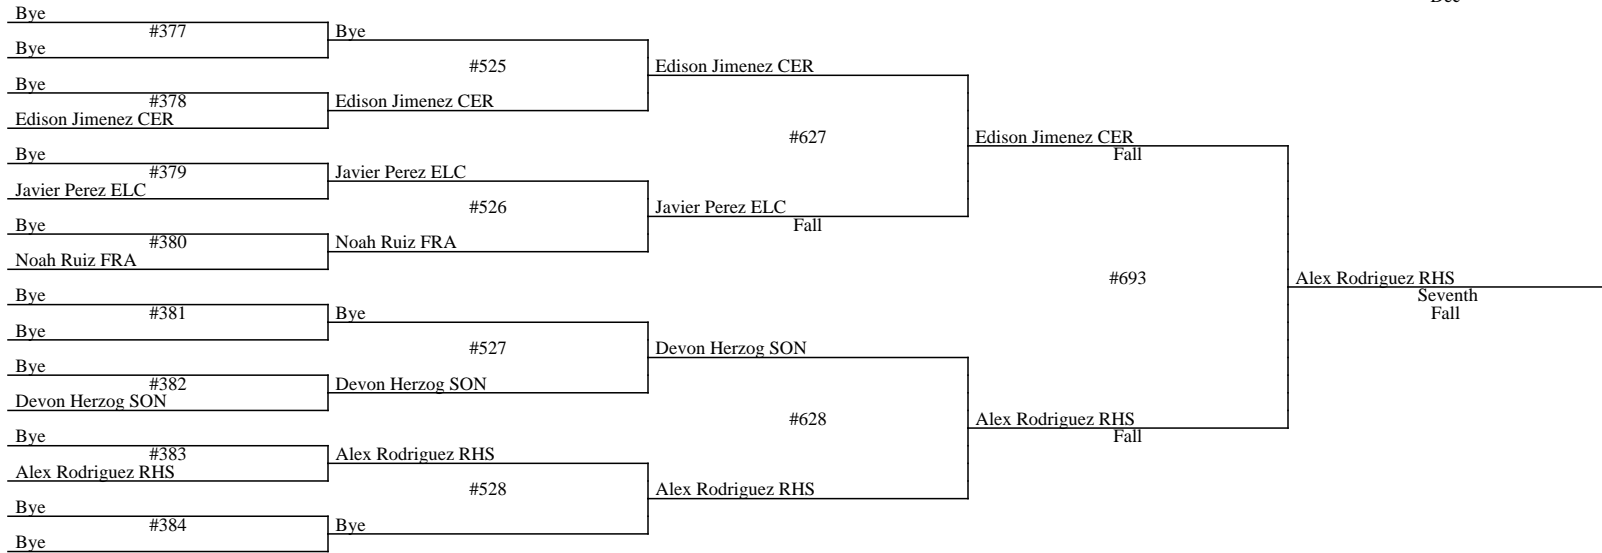 Bye
#377
Bye
Bye
#378
Edison Jimenez CER
Bye
#379
Javier Perez ELC
Bye
#380
Noah Ruiz FRA
Bye
#381
Bye
Bye
#382
Devon Herzog SON
Bye
#383
Alex Rodriguez RHS
Bye
#384
Bye
Bye
#525
Edison Jimenez CER
Javier Perez ELC
#526
Noah Ruiz FRA
Bye
#527
Devon Herzog SON
Alex Rodriguez RHS
#528
Bye
Edison Jimenez CER
#627
Javier Perez ELC
Fall
Devon Herzog SON
#628
Alex Rodriguez RHS
Edison Jimenez CER
Fall
#693
Alex Rodriguez RHS
Fall
Alex Rodriguez RHS
Seventh
Fall